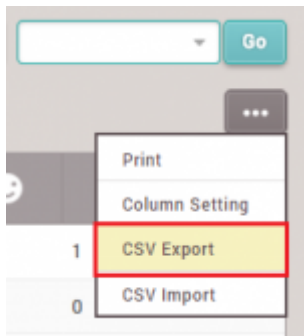 Go
...
Print
Column Setting
CSV Export
1
CSV Import
0